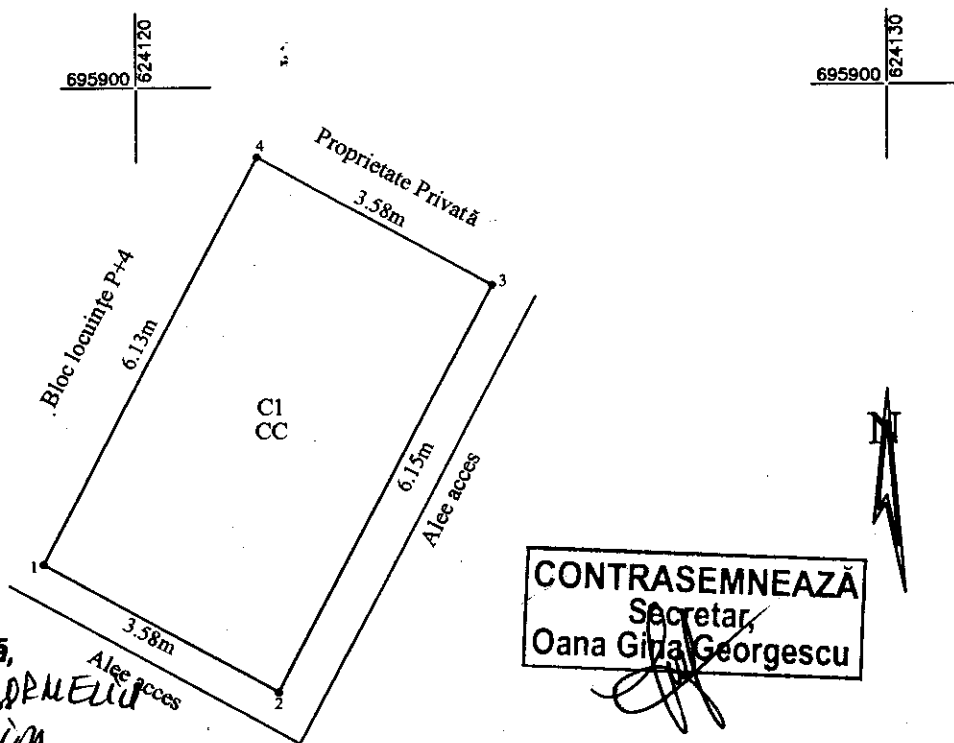 624120
695900
624130
695900
4
Proprietate Privată
3.58m
3
Bloc locuințe P+4
6.13m
C1
CC
6.15m
Alee acces
N
1
3.58m
Alee acces
2
CONTRASEMNEAZĂ
Secretar,
Oana Gina Georgescu